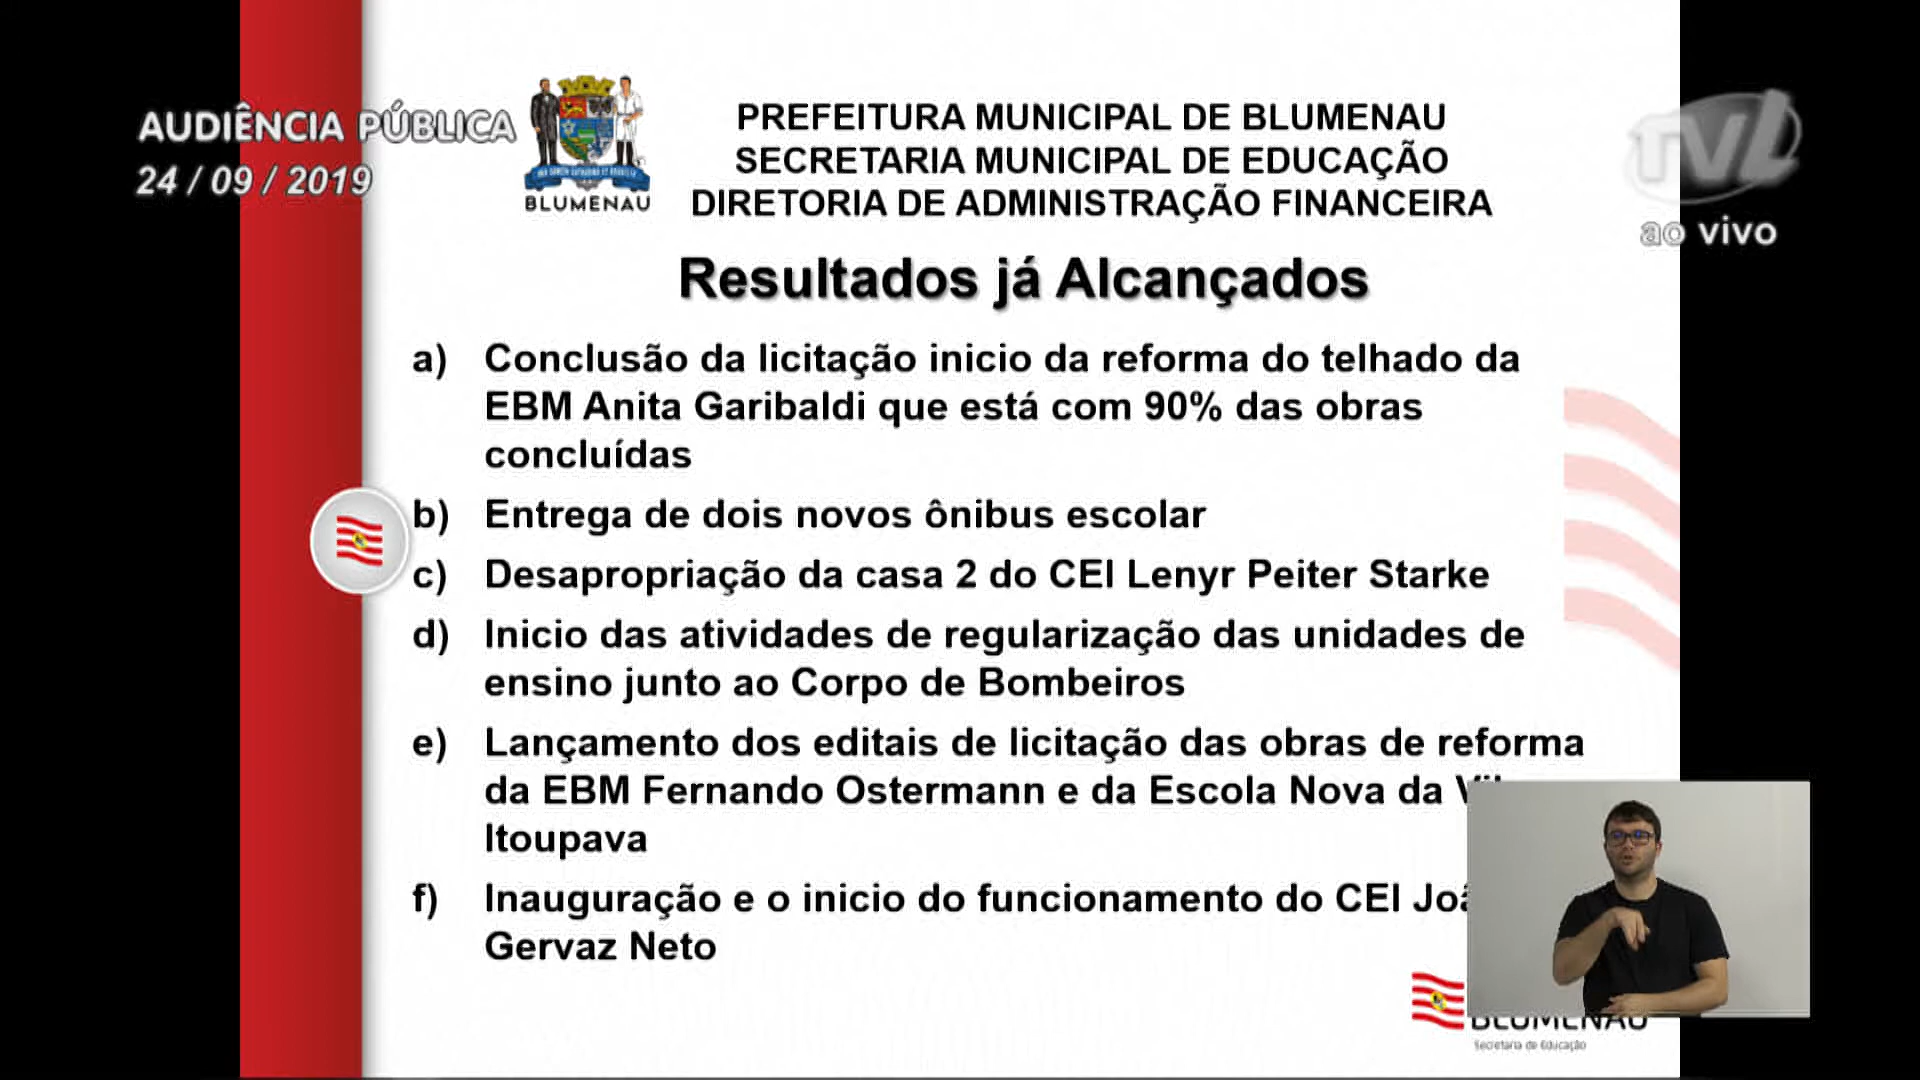 AUDIÊNCIA PÚBLICA
24 / 09 / 2019
BLUMENAU
PREFEITURA MUNICIPAL DE BLUMENAU
SECRETARIA MUNICIPAL DE EDUCAÇÃO
DIRETORIA DE ADMINISTRAÇÃO FINANCEIRA
TVL
ao vivo
Resultados já Alcançados
a) Conclusão da licitação inicio da reforma do telhado da
EBM Anita Garibaldi que está com 90% das obras
concluídas
b) Entrega de dois novos ônibus escolar
c) Desapropriação da casa 2 do CEI Lenyr Peiter Starke
d) Inicio das atividades de regularização das unidades de
ensino junto ao Corpo de Bombeiros
e) Lançamento dos editais de licitação das obras de reforma
da EBM Fernando Ostermann e da Escola Nova da
Itoupava
f) Inauguração e o inicio do funcionamento do CEI
Gervaz Neto
BLUMENAU
Secretaria de Educação